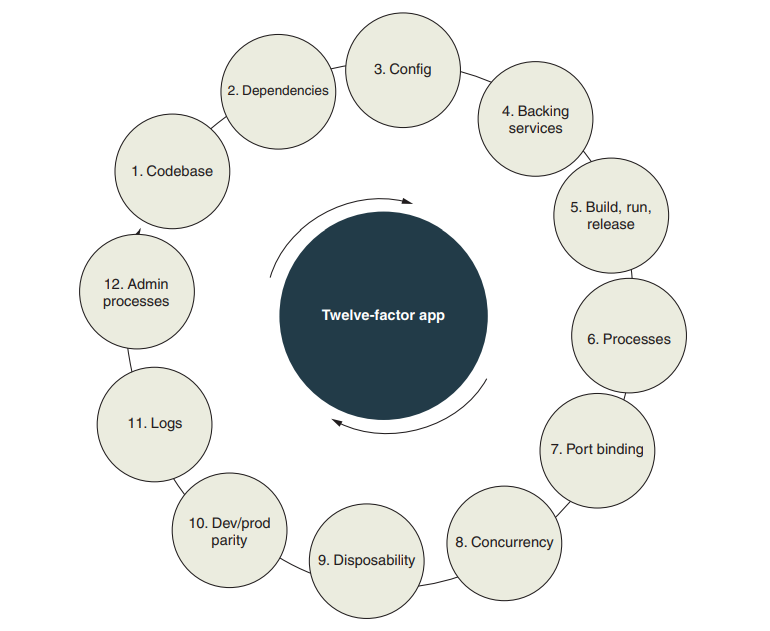 1. Codebase
2. Dependencies
3. Config
4. Backing
services
5. Build, run,
release
6. Processes
7. Port binding
8. Concurrency
9. Disposability
10. Dev/prod
parity
11. Logs
12. Admin
processes
Twelve-factor app